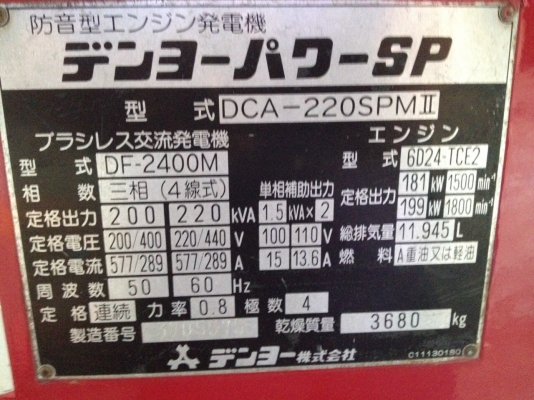 防音型エンジン発電機
デンヨーパワーSP
型式 DCA-220SPMII
ブラシレス交流発電機 エンジン
型式 DF-2400M 型式 6D24-TCE2
相数 三相(4線式) 単相補助出力 定格出力 181 kW 1500 min⁻¹
定格出力 200 220 kVA 1.5 kVA×2 199 kW 1800 min⁻¹
定格電圧 200/400 220/440 V 100 110 V 総排気量 11.945 L
定格電流 577/289 577/289 A 15 13.6 A 燃料 A重油又は軽油
周波数 50 60 Hz
定格 連続 力率 0.8 極数 4
製造番号 乾燥質量 3680 kg
デンヨー株式会社 C11130150